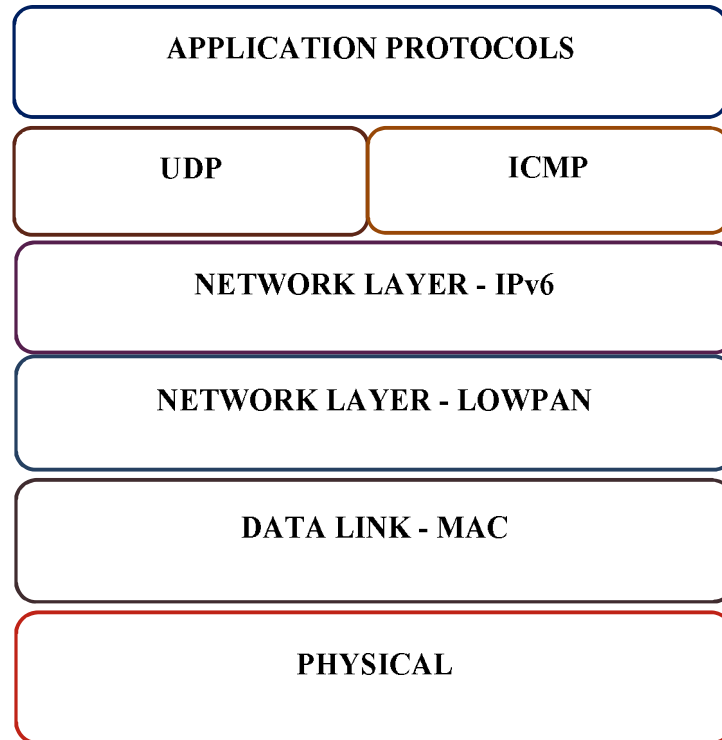 APPLICATION PROTOCOLS
UDP
ICMP
NETWORK LAYER - IPv6
NETWORK LAYER - LOWPAN
DATA LINK - MAC
PHYSICAL